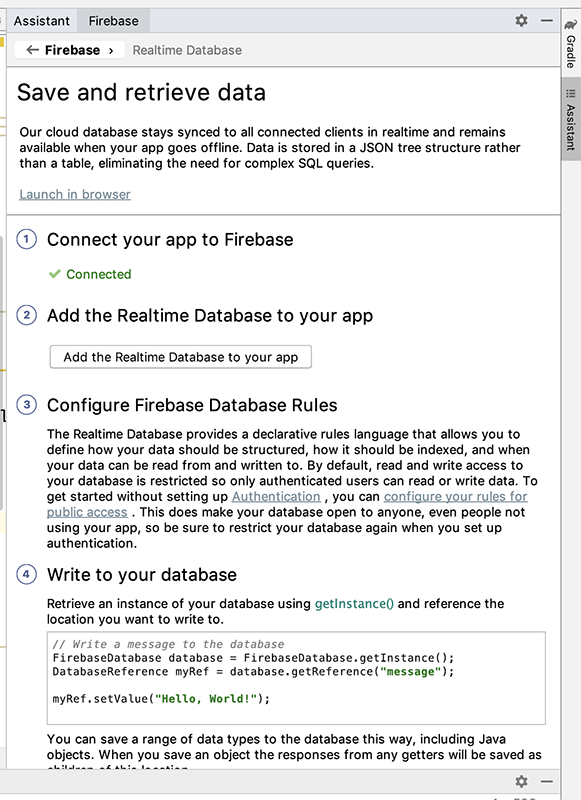 Assistant Firebase
← Firebase › Realtime Database
Save and retrieve data
Our cloud database stays synced to all connected clients in realtime and remains
available when your app goes offline. Data is stored in a JSON tree structure rather
than a table, eliminating the need for complex SQL queries.
Launch in browser
1 Connect your app to Firebase
✓ Connected
2 Add the Realtime Database to your app
Add the Realtime Database to your app
3 Configure Firebase Database Rules
The Realtime Database provides a declarative rules language that allows you to
define how your data should be structured, how it should be indexed, and when
your data can be read from and written to. By default, read and write access to
your database is restricted so only authenticated users can read or write data. To
get started without setting up Authentication , you can configure your rules for
public access . This does make your database open to anyone, even people not
using your app, so be sure to restrict your database again when you set up
authentication.
4 Write to your database
Retrieve an instance of your database using getInstance() and reference the
location you want to write to.
// Write a message to the database
FirebaseDatabase database = FirebaseDatabase.getInstance();
DatabaseReference myRef = database.getReference("message");
myRef.setValue("Hello, World!");
You can save a range of data types to the database this way, including Java
objects. When you save an object the responses from any getters will be saved as
children of this location.
Gradle
Assistant